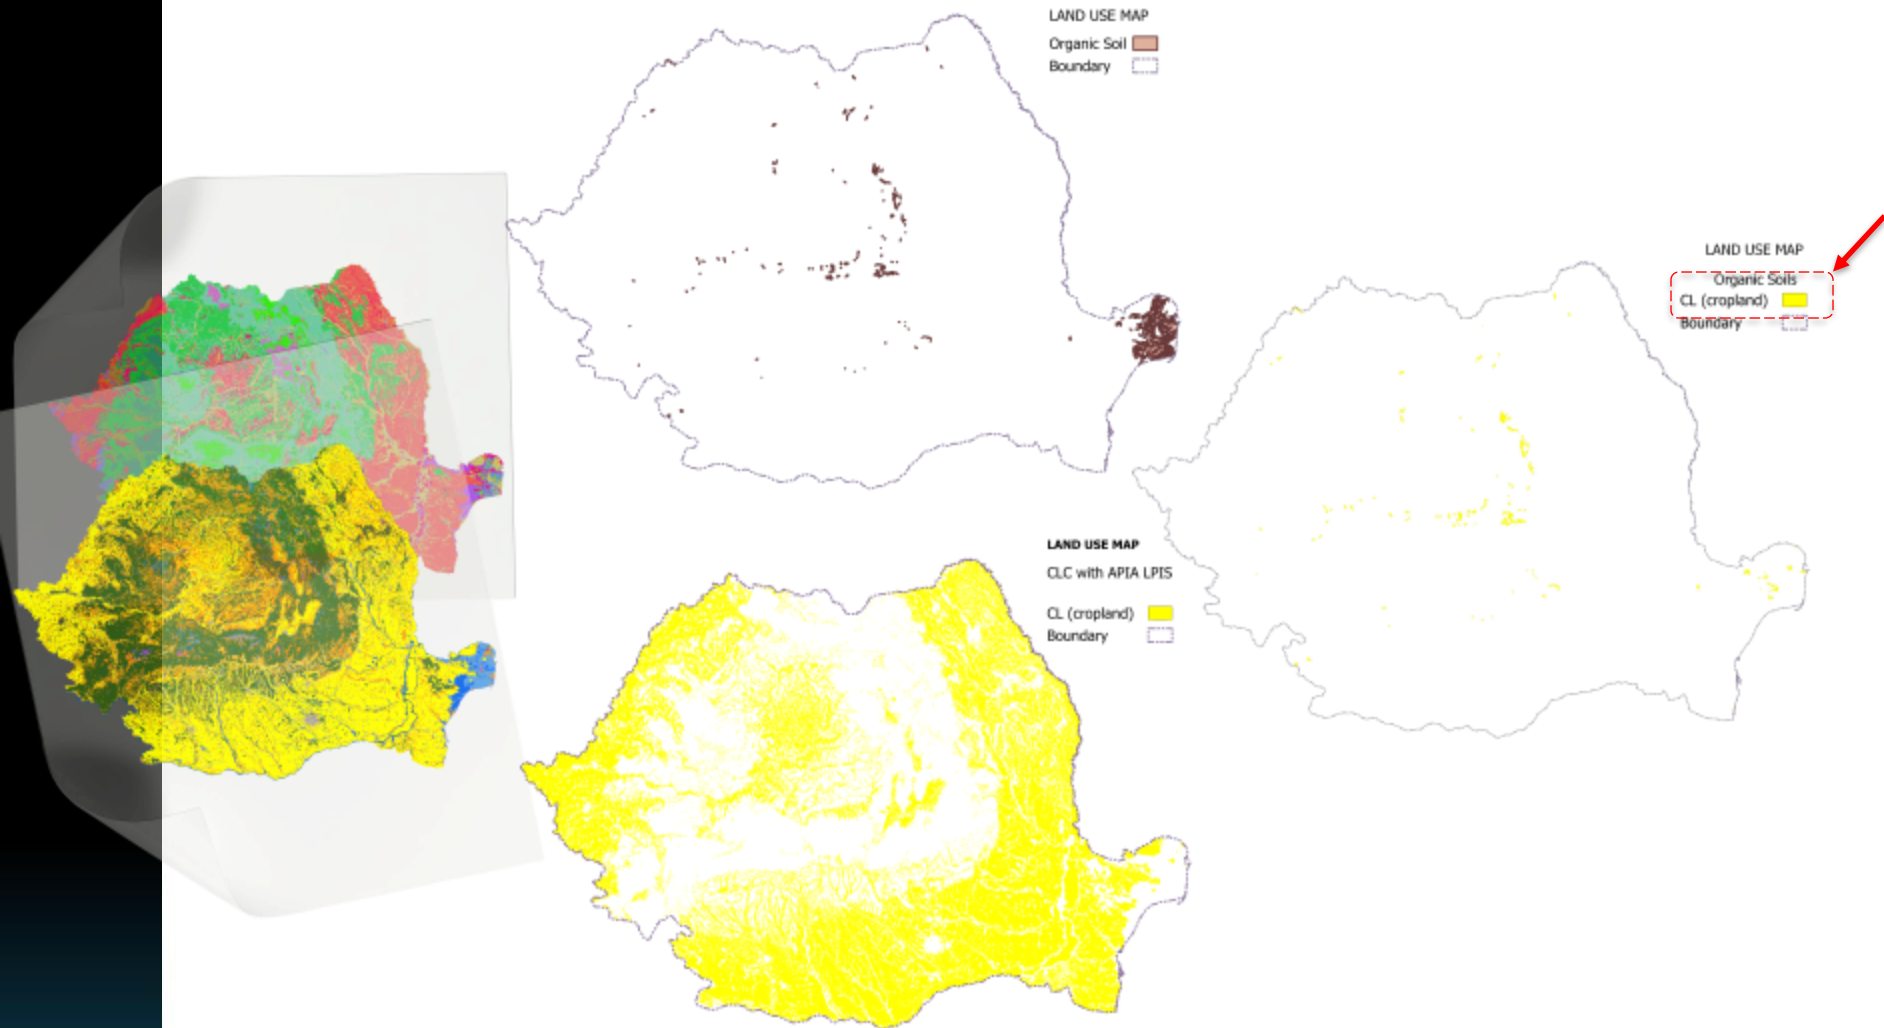 LAND USE MAP
Organic Soil
Boundary
LAND USE MAP
Organic Soils
CL (cropland)
Boundary
LAND USE MAP
CLC with APIA LPIS
CL (cropland)
Boundary